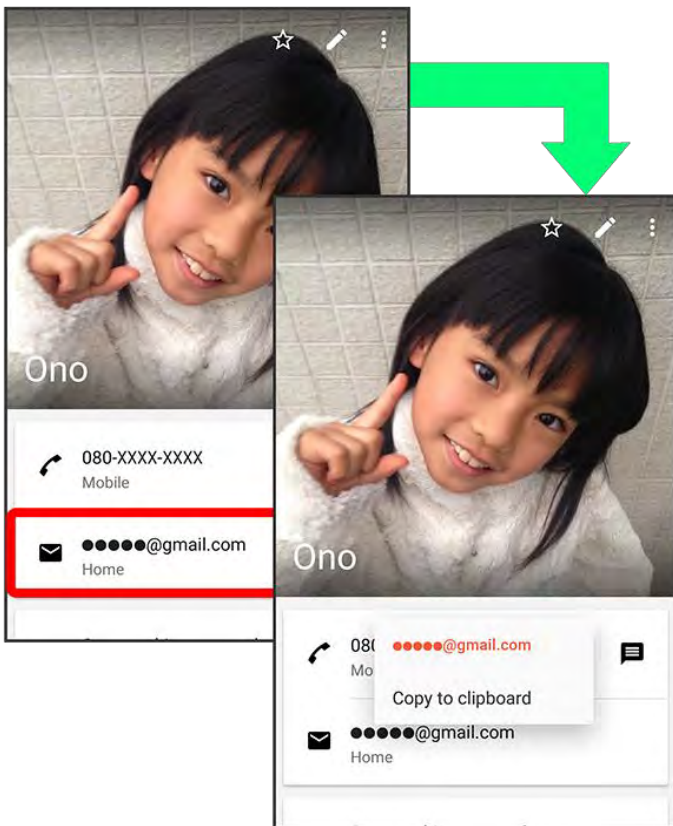 Ono
080-XXXX-XXXX
Mobile
●●●●●@gmail.com
Home
Ono
080
Mo
●●●●●@gmail.com
Copy to clipboard
●●●●●@gmail.com
Home